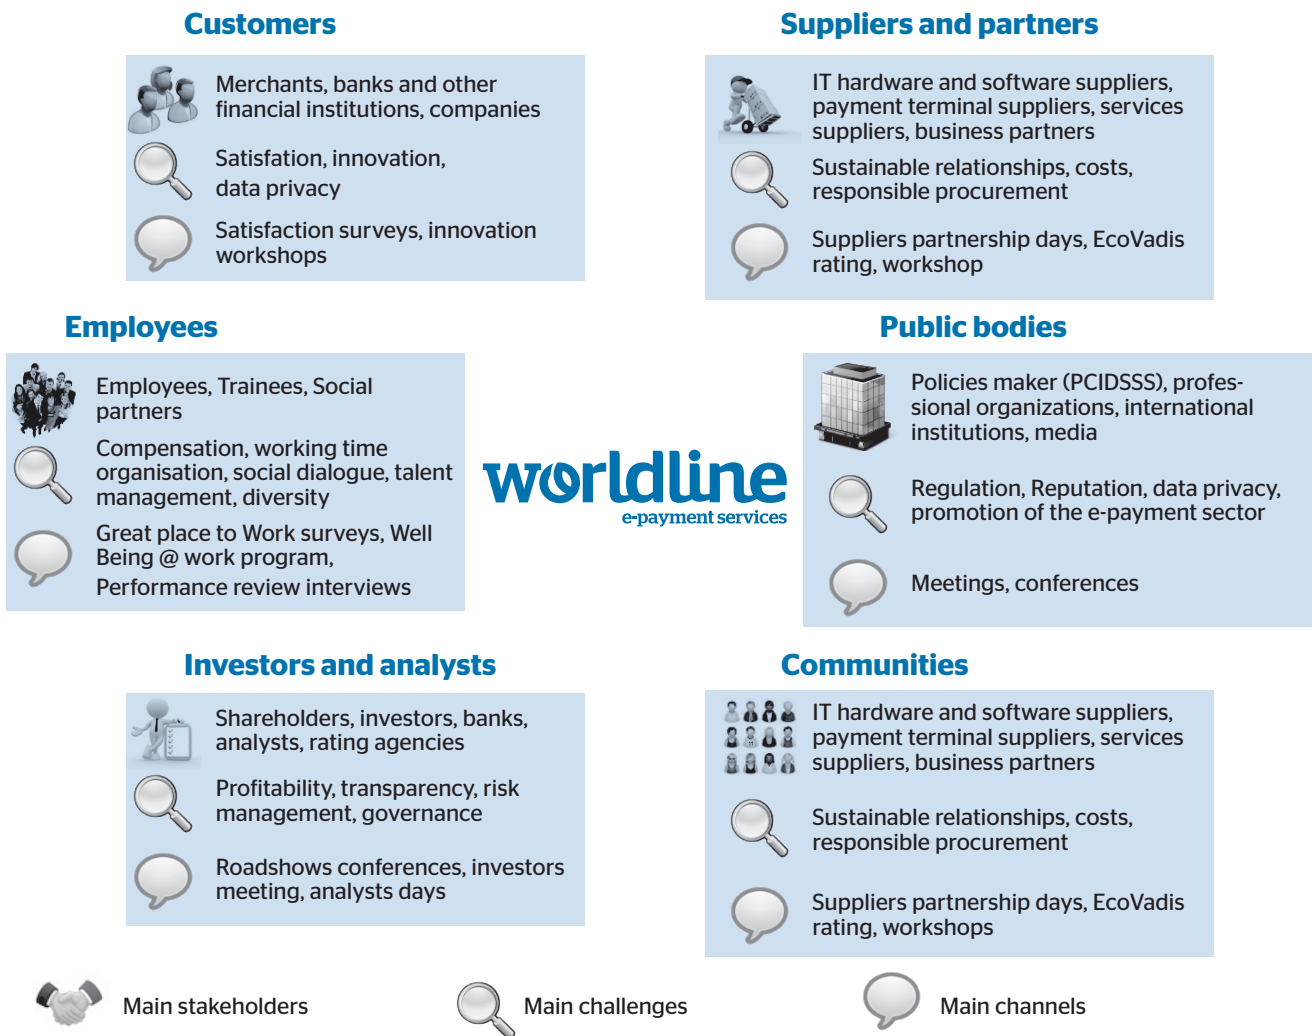 Customers
Merchants, banks and other
financial institutions, companies
Satisfation, innovation,
data privacy
Satisfaction surveys, innovation
workshops
Suppliers and partners
IT hardware and software suppliers,
payment terminal suppliers, services
suppliers, business partners
Sustainable relationships, costs,
responsible procurement
Suppliers partnership days, EcoVadis
rating, workshop
Employees
Employees, Trainees, Social
partners
Compensation, working time
organisation, social dialogue, talent
management, diversity
Great place to Work surveys, Well
Being @ work program,
Performance review interviews
worldline
e-payment services
Public bodies
Policies maker (PCIDSSS), profes-
sional organizations, international
institutions, media
Regulation, Reputation, data privacy,
promotion of the e-payment sector
Meetings, conferences
Investors and analysts
Shareholders, investors, banks,
analysts, rating agencies
Profitability, transparency, risk
management, governance
Roadshows conferences, investors
meeting, analysts days
Communities
IT hardware and software suppliers,
payment terminal suppliers, services
suppliers, business partners
Sustainable relationships, costs,
responsible procurement
Suppliers partnership days, EcoVadis
rating, workshops
Main stakeholders
Main challenges
Main channels